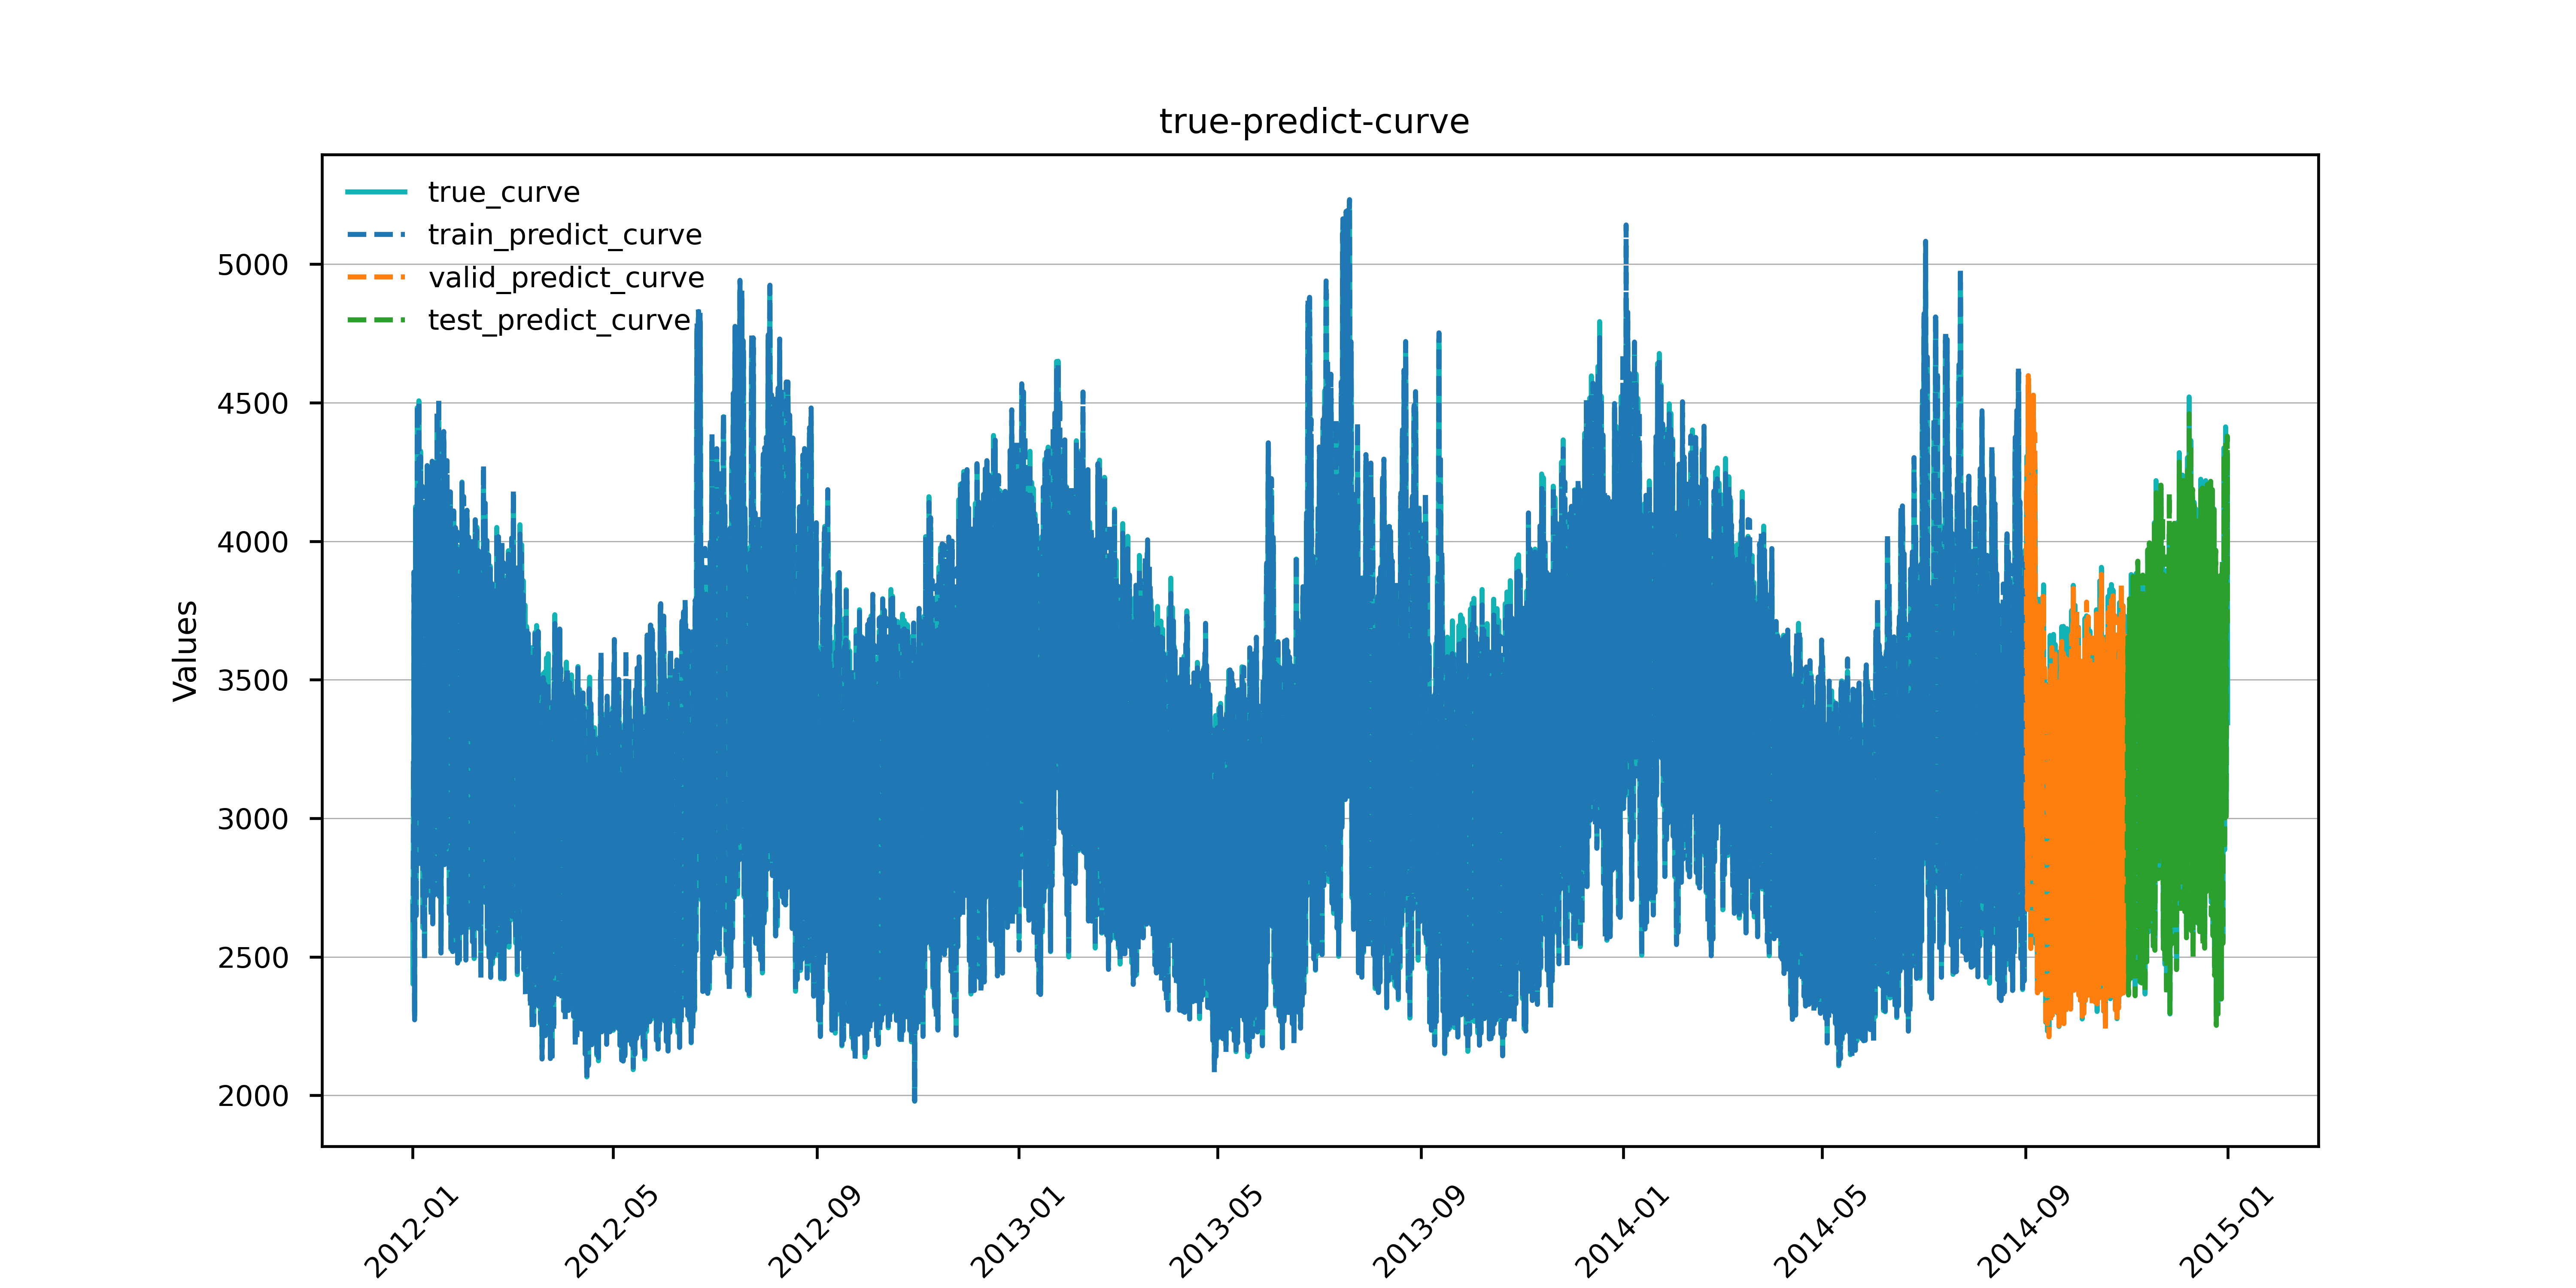 true-predict-curve
true_curve
train_predict_curve
valid_predict_curve
test_predict_curve
Values
5000
4500
4000
3500
3000
2500
2000
2012-01
2012-05
2012-09
2013-01
2013-05
2013-09
2014-01
2014-05
2014-09
2015-01